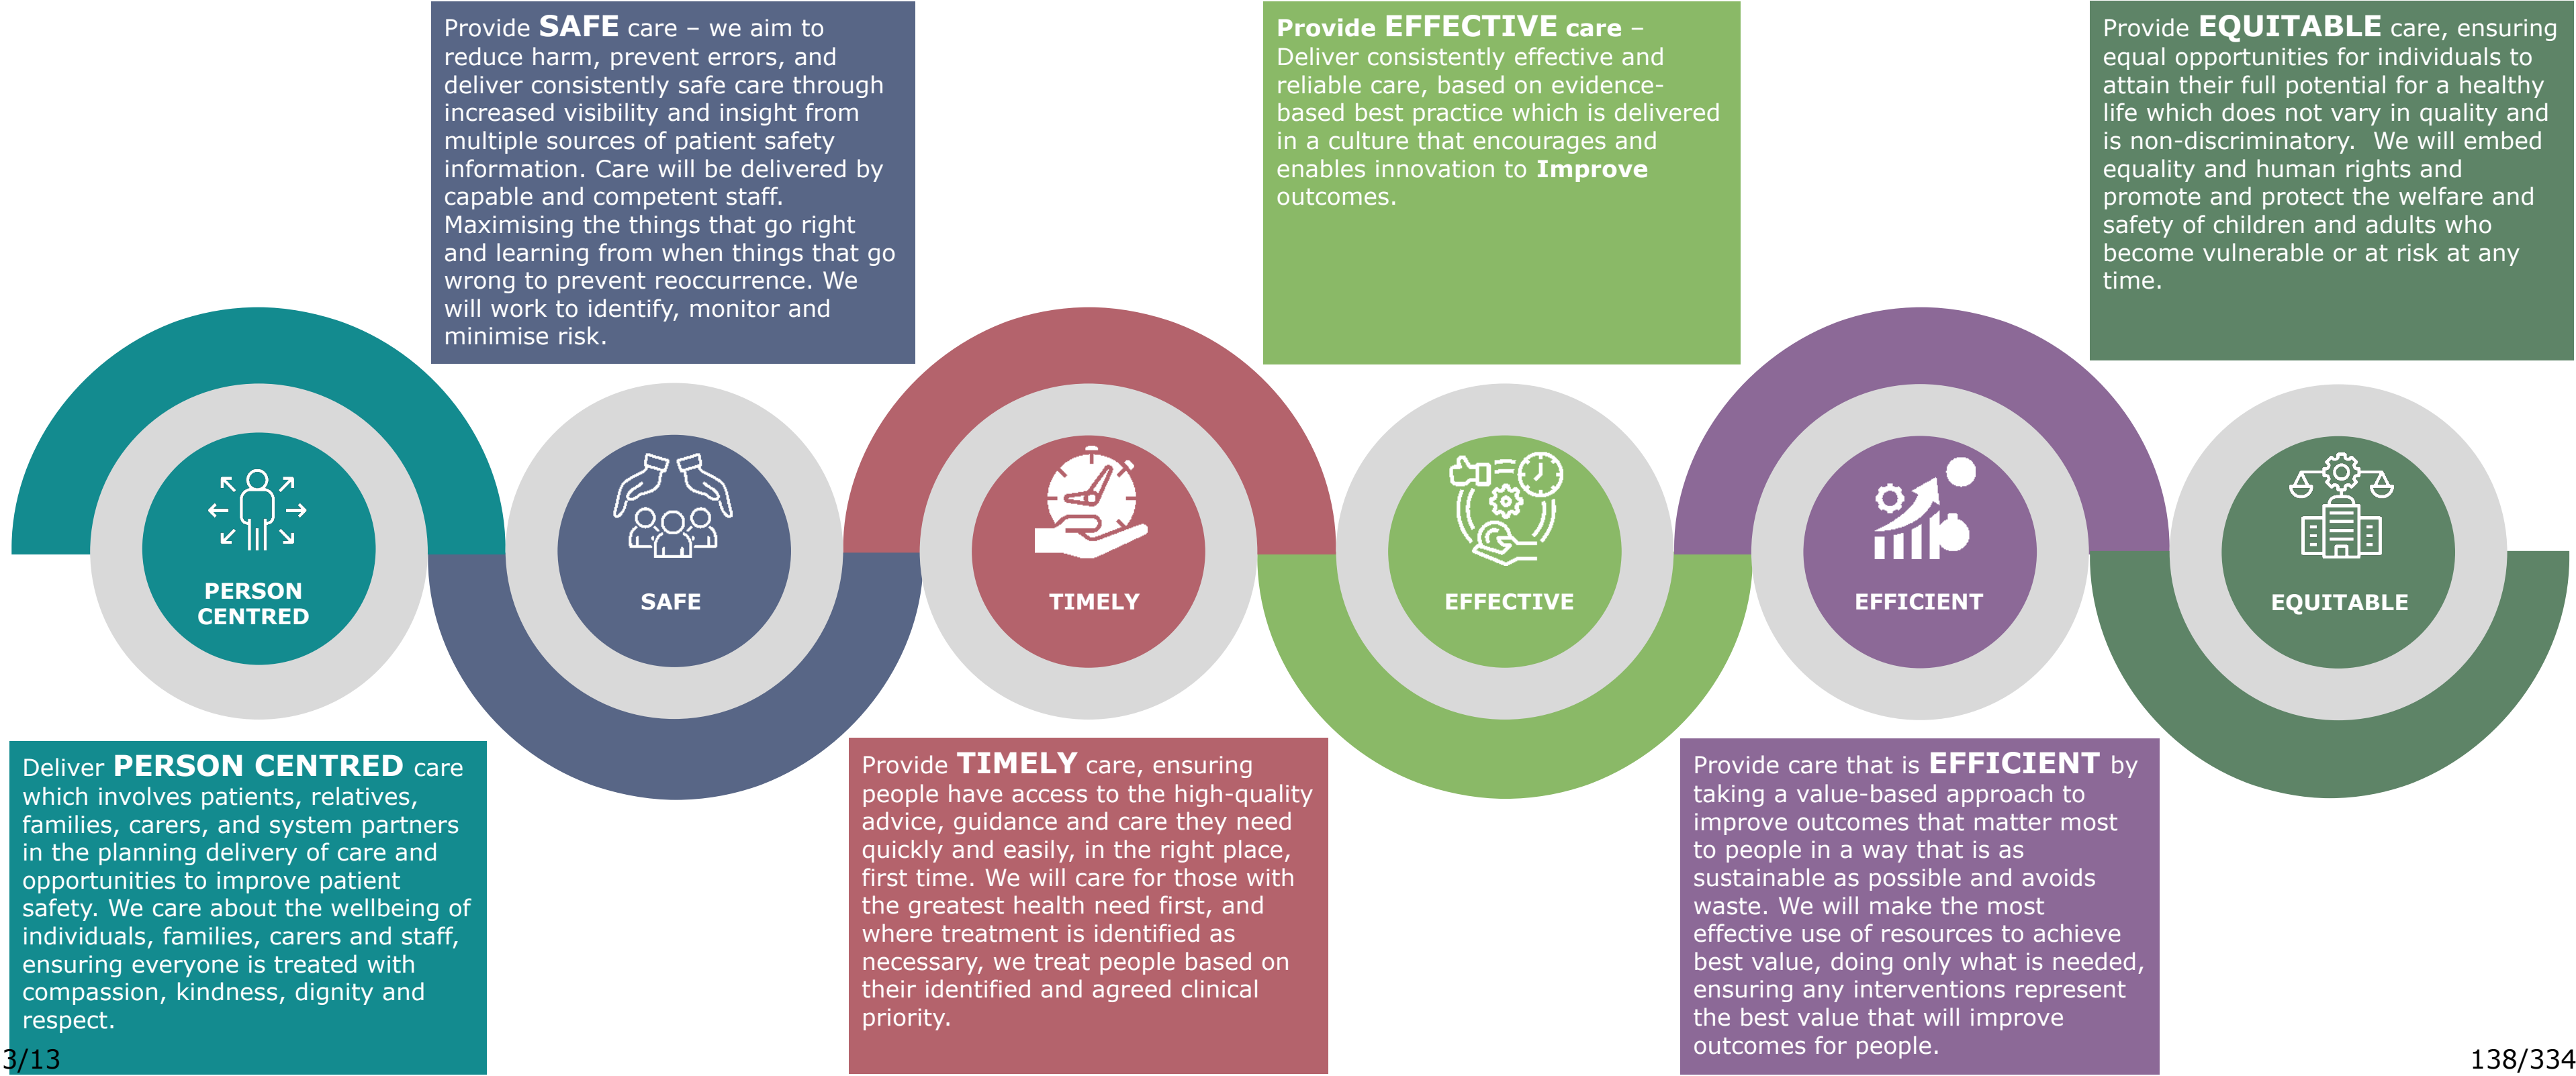 Provide SAFE care – we aim to
reduce harm, prevent errors, and
deliver consistently safe care through
increased visibility and insight from
multiple sources of patient safety
information. Care will be delivered by
capable and competent staff.
Maximising the things that go right
and learning from when things that go
wrong to prevent reoccurrence. We
will work to identify, monitor and
minimise risk.
Provide EFFECTIVE care –
Deliver consistently effective and
reliable care, based on evidence-
based best practice which is delivered
in a culture that encourages and
enables innovation to Improve
outcomes.
Provide EQUITABLE care, ensuring
equal opportunities for individuals to
attain their full potential for a healthy
life which does not vary in quality and
is non-discriminatory.  We will embed
equality and human rights and
promote and protect the welfare and
safety of children and adults who
become vulnerable or at risk at any
time.
PERSON
CENTRED
SAFE
TIMELY
EFFECTIVE
EFFICIENT
EQUITABLE
Deliver PERSON CENTRED care
which involves patients, relatives,
families, carers, and system partners
in the planning delivery of care and
opportunities to improve patient
safety. We care about the wellbeing of
individuals, families, carers and staff,
ensuring everyone is treated with
compassion, kindness, dignity and
respect.
Provide TIMELY care, ensuring
people have access to the high-quality
advice, guidance and care they need
quickly and easily, in the right place,
first time. We will care for those with
the greatest health need first, and
where treatment is identified as
necessary, we treat people based on
their identified and agreed clinical
priority.
Provide care that is EFFICIENT by
taking a value-based approach to
improve outcomes that matter most
to people in a way that is as
sustainable as possible and avoids
waste. We will make the most
effective use of resources to achieve
best value, doing only what is needed,
ensuring any interventions represent
the best value that will improve
outcomes for people.
3/13
138/334